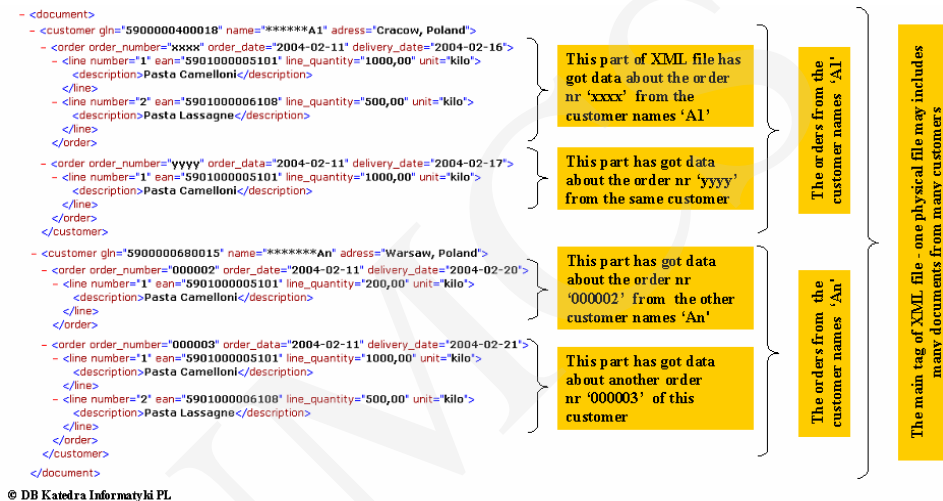 - <document>
- <customer gln="5900000400018" name="******A1" adress="Cracow, Poland">
- <order order_number="xxxx" order_date="2004-02-11" delivery_date="2004-02-16">
- <line number="1" ean="5901000005101" line_quantity="1000,00" unit="kilo">
<description>Pasta Camelloni</description>
</line>
- <line number="2" ean="5901000006108" line_quantity="500,00" unit="kilo">
<description>Pasta Lassagne</description>
</line>
</order>
- <order order_number="yyyy" order_data="2004-02-11" delivery_date="2004-02-17">
- <line number="1" ean="5901000005101" line_quantity="1000,00" unit="kilo">
<description>Pasta Camelloni</description>
</line>
</order>
</customer>
- <customer gln="5900000680015" name="*******An" adress="Warsaw, Poland">
- <order order_number="000002" order_date="2004-02-11" delivery_date="2004-02-20">
- <line number="1" ean="5901000005101" line_quantity="200,00" unit="kilo">
<description>Pasta Camelloni</description>
</line>
</order>
- <order order_number="000003" order_date="2004-02-11" delivery_date="2004-02-21">
- <line number="1" ean="5901000005101" line_quantity="1000,00" unit="kilo">
<description>Pasta Camelloni</description>
</line>
- <line number="2" ean="5901000006108" line_quantity="500,00" unit="kilo">
<description>Pasta Lassagne</description>
</line>
</order>
</customer>
</document>
This part of XML file has
got data about the order
nr 'xxxx' from the
customer names 'A1'
This part has got data
about the order nr 'yyyy'
from the same customer
This part has got data
about the order nr
'000002' from the other
customer names 'An'
This part has got data
about another order
nr '000003' of this
customer
The orders from the
customer names 'A1'
The orders from the
customer names 'An'
The main tag of XML file - one physical file may includes
many documents from many customers
© DB Katedra Informatyki PL